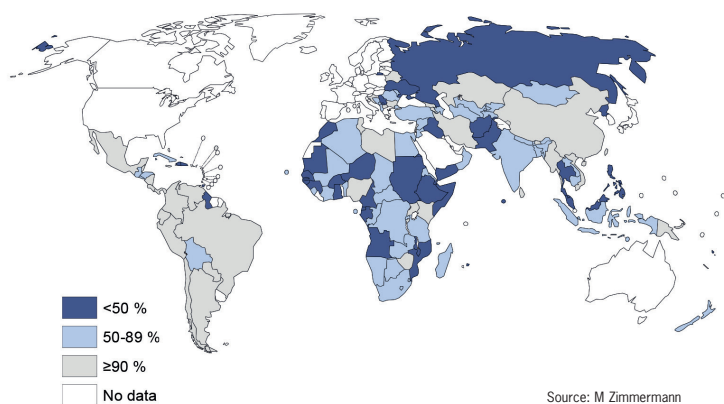 <50 %
50-89 %
≥90 %
No data
Source: M Zimmermann